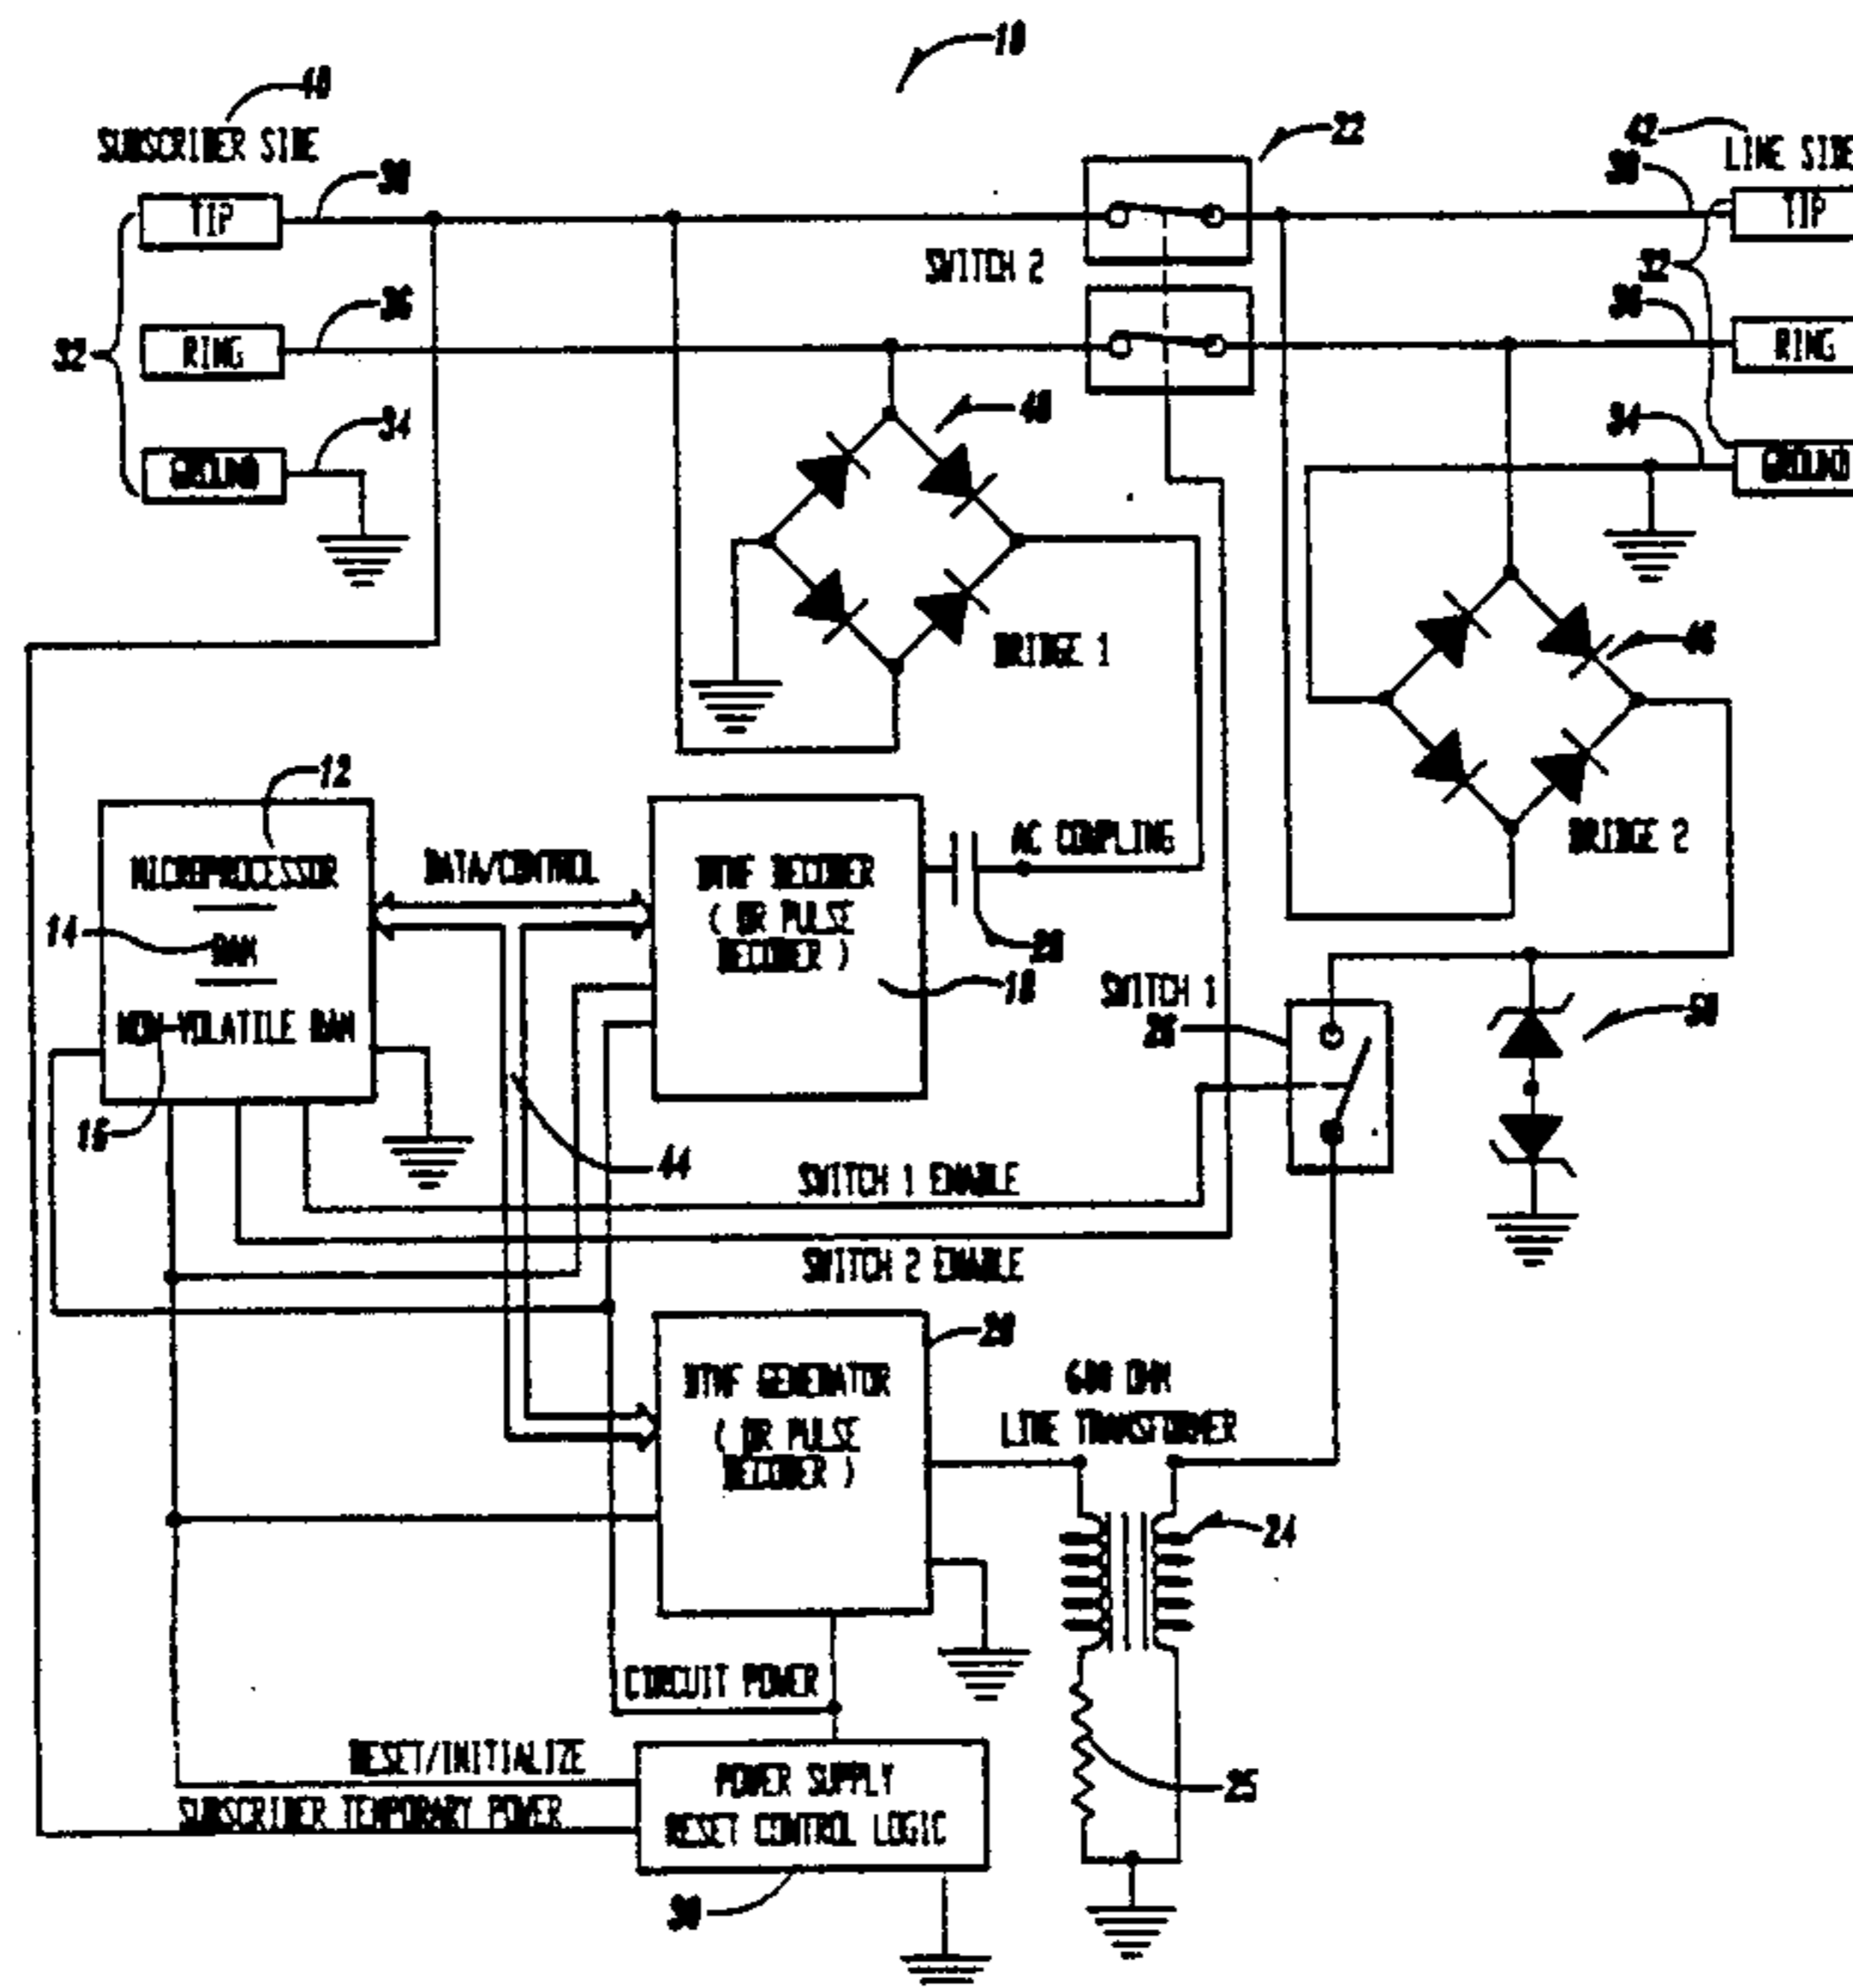 10
40
SUBSCRIBER SIDE
22
42
LINE SIDE
TIP
TIP
SWITCH 2
32
32
36
RING
RING
34
34
GROUND
GROUND
BRIDGE 1
BRIDGE 2
12
MICROPROCESSOR
14
RAM
NON-VOLATILE RAM
16
DATA/CONTROL
DTMF DECODER
( OR PULSE
DECODER )
18
AC COUPLING
SWITCH 1
26
50
44
SWITCH 1 ENABLE
SWITCH 2 ENABLE
20
DTMF GENERATOR
( OR PULSE
DECODER )
600 OHM
LINE TRANSFORMER
24
25
CIRCUIT POWER
RESET/INITIALIZE
SUBSCRIBER TEMPORARY POWER
POWER SUPPLY
RESET CONTROL LOGIC
30